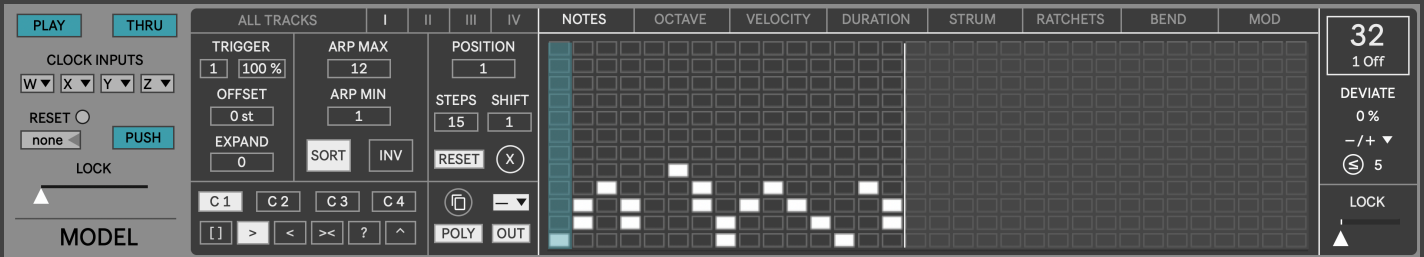 PLAY THRU
CLOCK INPUTS
W X Y Z
RESET
none PUSH
LOCK
MODEL
ALL TRACKS I II III IV
TRIGGER
1 100 %
OFFSET
0 st
EXPAND
0
ARP MAX
12
ARP MIN
1
SORT INV
POSITION
1
STEPS SHIFT
15 1
RESET X
C 1 C 2 C 3 C 4
[ ] > < >< ? ^
—
POLY OUT
NOTES OCTAVE VELOCITY DURATION STRUM RATCHETS BEND MOD
32
1 Off
DEVIATE
0 %
−/+
≤ 5
LOCK